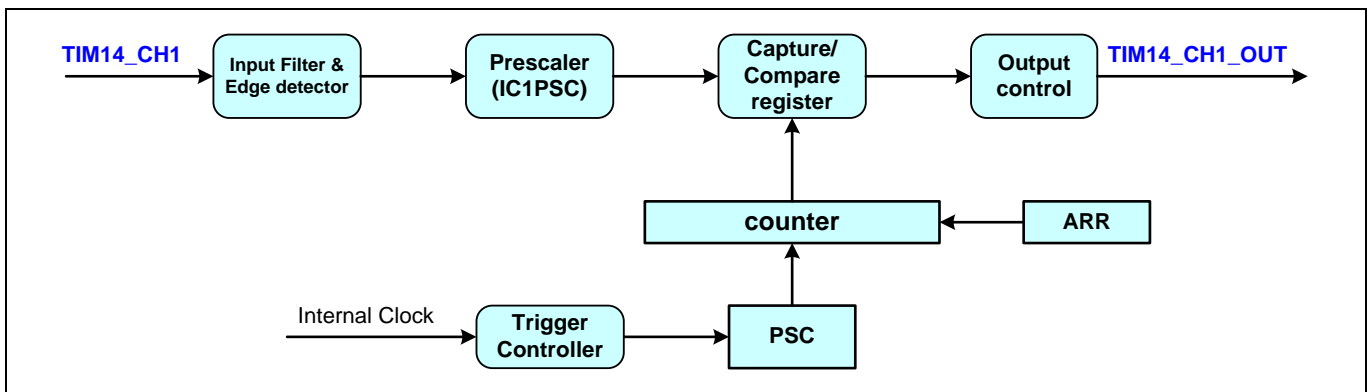 TIM14_CH1
Input Filter &
Edge detector
Prescaler
(IC1PSC)
Capture/
Compare
register
Output
control
TIM14_CH1_OUT
counter
ARR
Internal Clock
Trigger
Controller
PSC